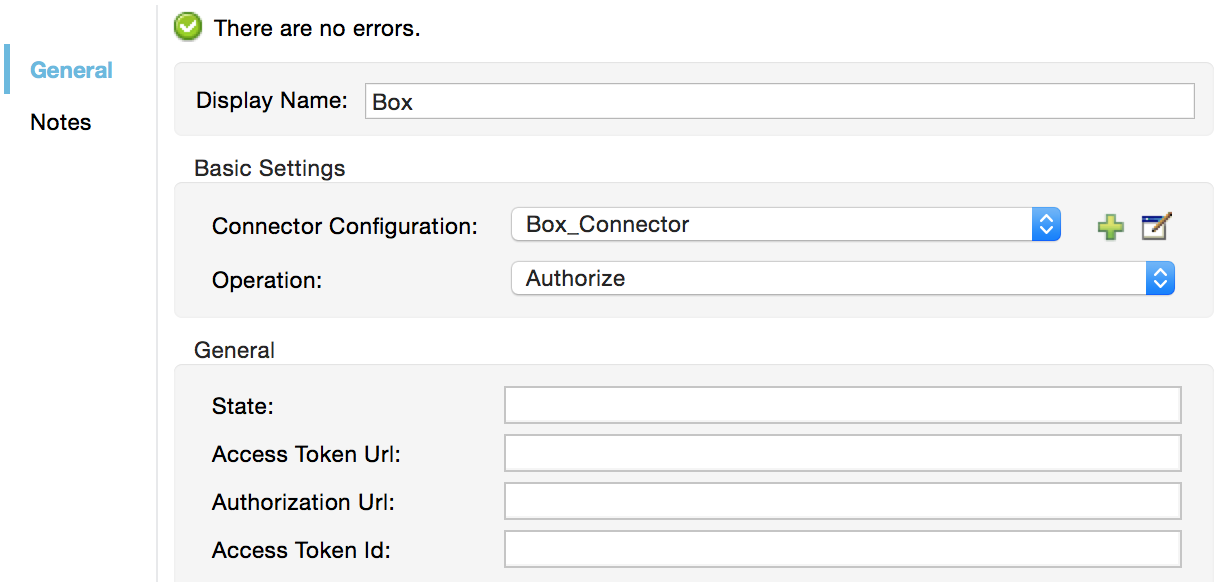 There are no errors.
General
Notes
Display Name: Box
Basic Settings
Connector Configuration: Box_Connector
Operation: Authorize
General
State:
Access Token Url:
Authorization Url:
Access Token Id: